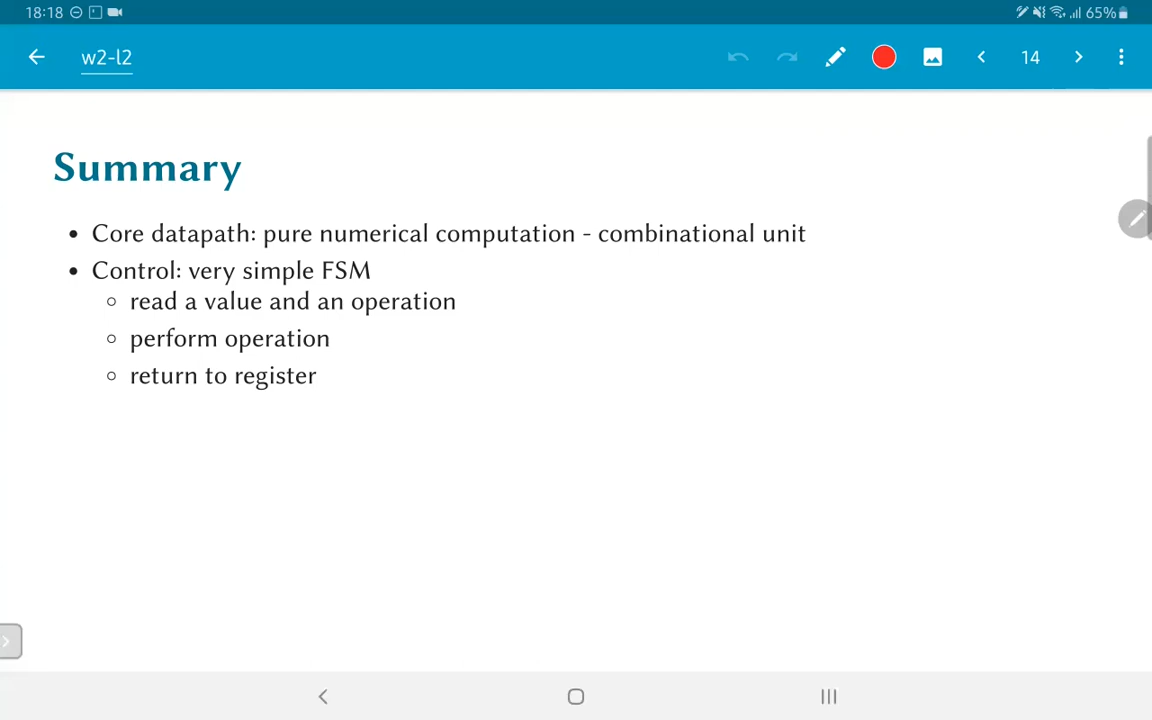 18:18 65%
w2-l2 14
Summary
• Core datapath: pure numerical computation - combinational unit
• Control: very simple FSM
◦ read a value and an operation
◦ perform operation
◦ return to register